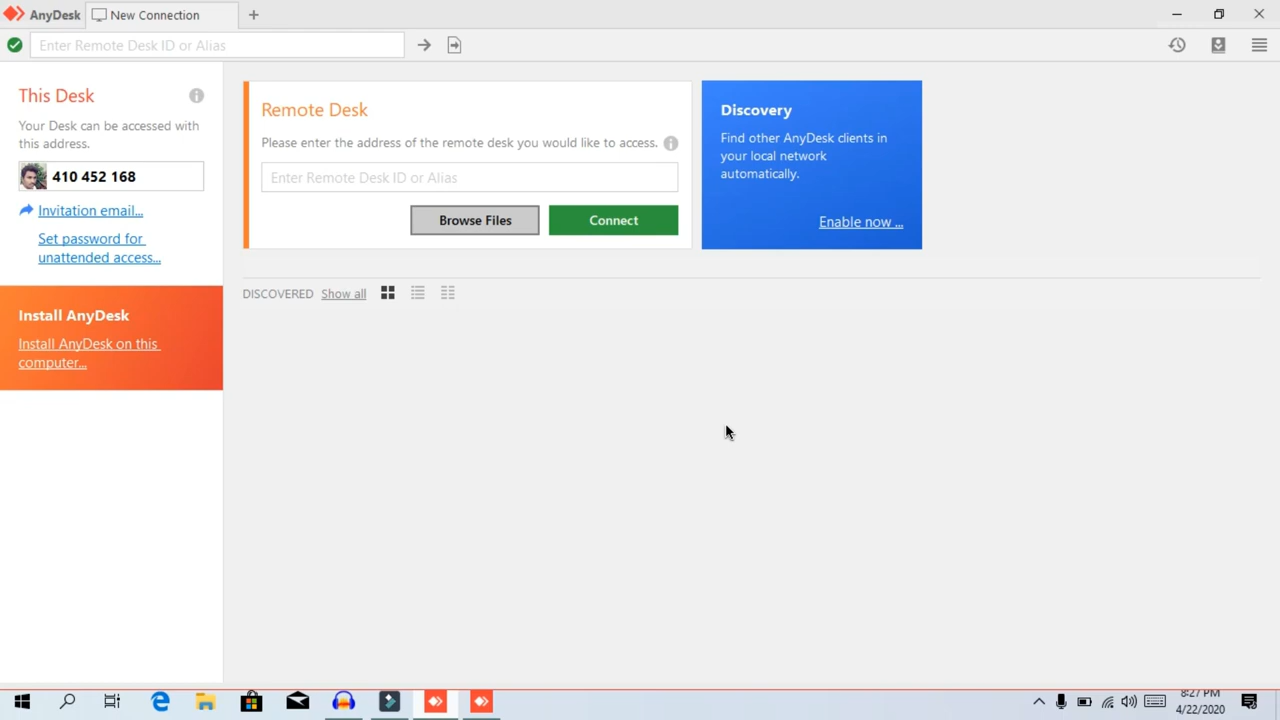 AnyDesk
New Connection
Enter Remote Desk ID or Alias
This Desk
Your Desk can be accessed with
this address.
410 452 168
Invitation email...
Set password for
unattended access...
Install AnyDesk
Install AnyDesk on this
computer...
Remote Desk
Please enter the address of the remote desk you would like to access.
Enter Remote Desk ID or Alias
Browse Files
Connect
Discovery
Find other AnyDesk clients in
your local network
automatically.
Enable now ...
DISCOVERED Show all
8:27 PM
4/22/2020